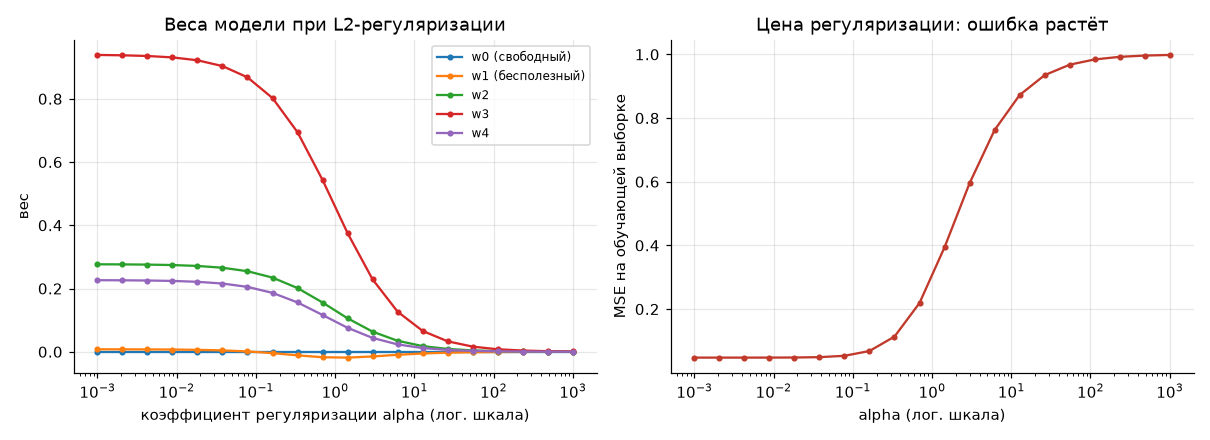 Веса модели при L2-регуляризации
0.8
0.6
0.4
0.2
0.0
вес
10⁻³ 10⁻² 10⁻¹ 10⁰ 10¹ 10² 10³
коэффициент регуляризации alpha (лог. шкала)
w0 (свободный)
w1 (бесполезный)
w2
w3
w4
Цена регуляризации: ошибка растёт
1.0
0.8
0.6
0.4
0.2
MSE на обучающей выборке
10⁻³ 10⁻² 10⁻¹ 10⁰ 10¹ 10² 10³
alpha (лог. шкала)